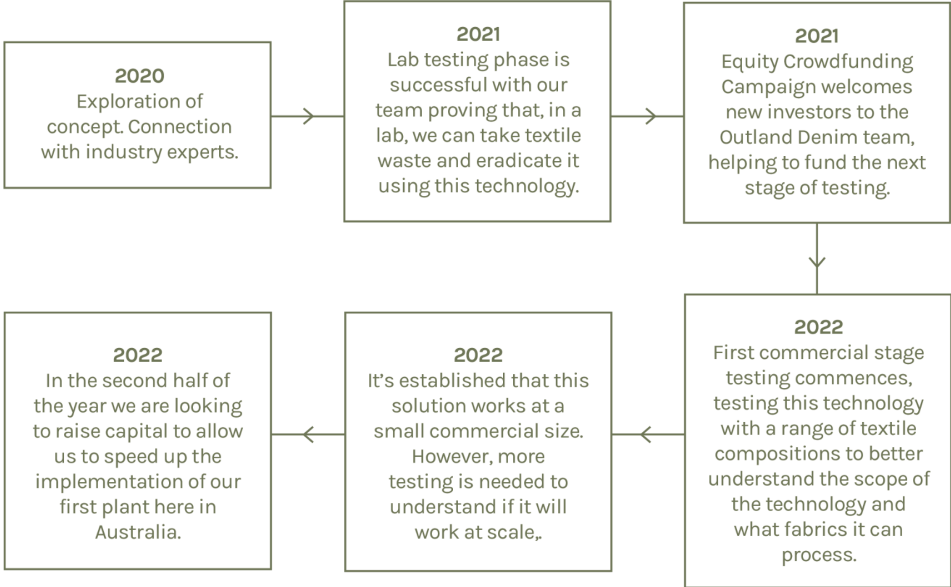 2020
Exploration of
concept. Connection
with industry experts.
2021
Lab testing phase is
successful with our
team proving that, in a
lab, we can take textile
waste and eradicate it
using this technology.
2021
Equity Crowdfunding
Campaign welcomes
new investors to the
Outland Denim team,
helping to fund the next
stage of testing.
2022
First commercial stage
testing commences,
testing this technology
with a range of textile
compositions to better
understand the scope of
the technology and
what fabrics it can
process.
2022
It’s established that this
solution works at a
small commercial size.
However, more
testing is needed to
understand if it will
work at scale,.
2022
In the second half of
the year we are looking
to raise capital to allow
us to speed up the
implementation of our
first plant here in
Australia.